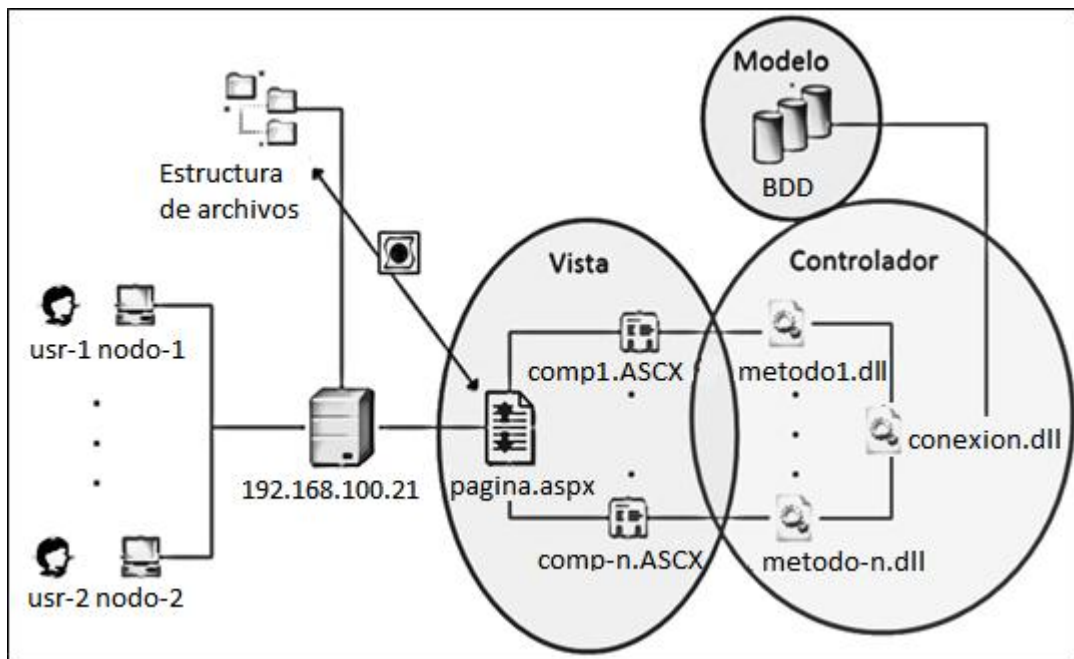 Modelo
BDD
Estructura
de archivos
Vista
Controlador
usr-1 nodo-1
comp1.ASCX
metodo1.dll
conexion.dll
192.168.100.21
pagina.aspx
comp-n.ASCX
metodo-n.dll
usr-2 nodo-2